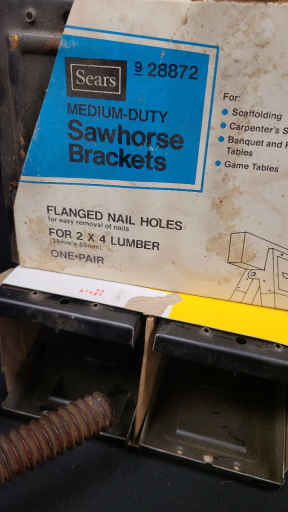 Sears
9 28872
MEDIUM-DUTY
Sawhorse
Brackets
For:
• Scaffolding
• Carpenter's
• Banquet and
Tables
• Game Tables
FLANGED NAIL HOLES
for easy removal of nails
FOR 2 X 4 LUMBER
ONE•PAIR